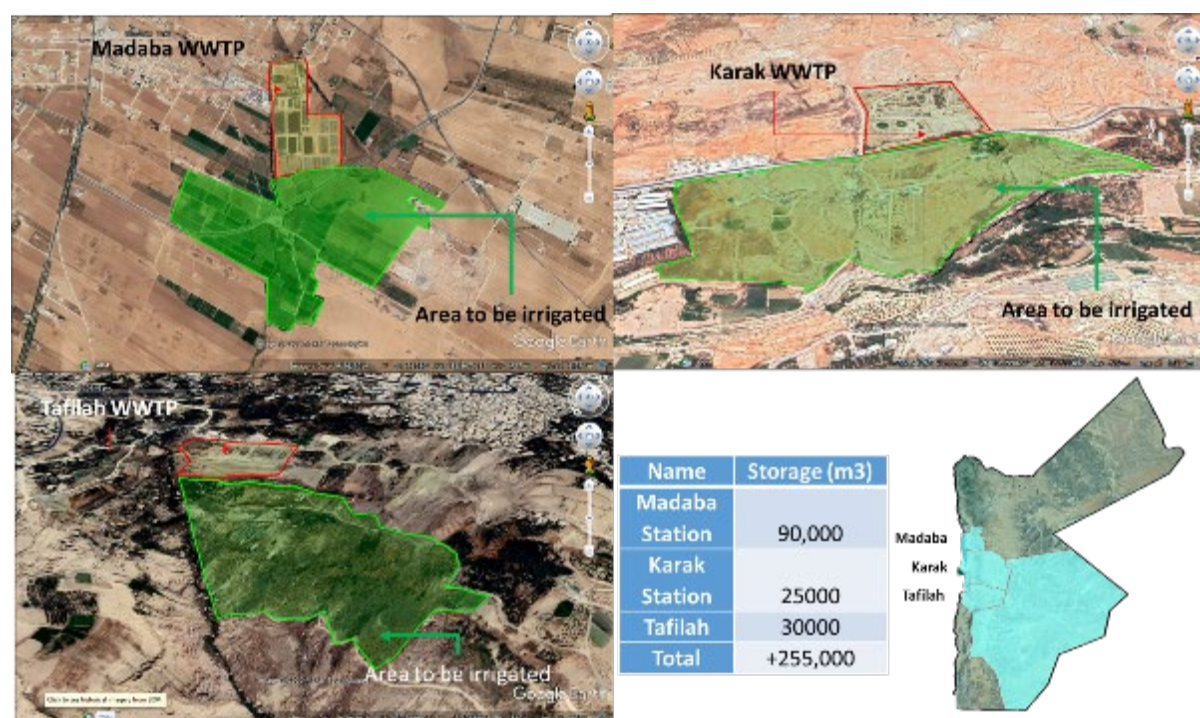 Madaba WWTP
Area to be irrigated
Google Earth
Karak WWTP
Area to be irrigated
Tafilah WWTP
Area to be irrigated
Google Earth
Name Storage (m3)
Madaba
Station 90,000
Karak
Station 25000
Tafilah 30000
Total +255,000
Madaba
Karak
Tafilah